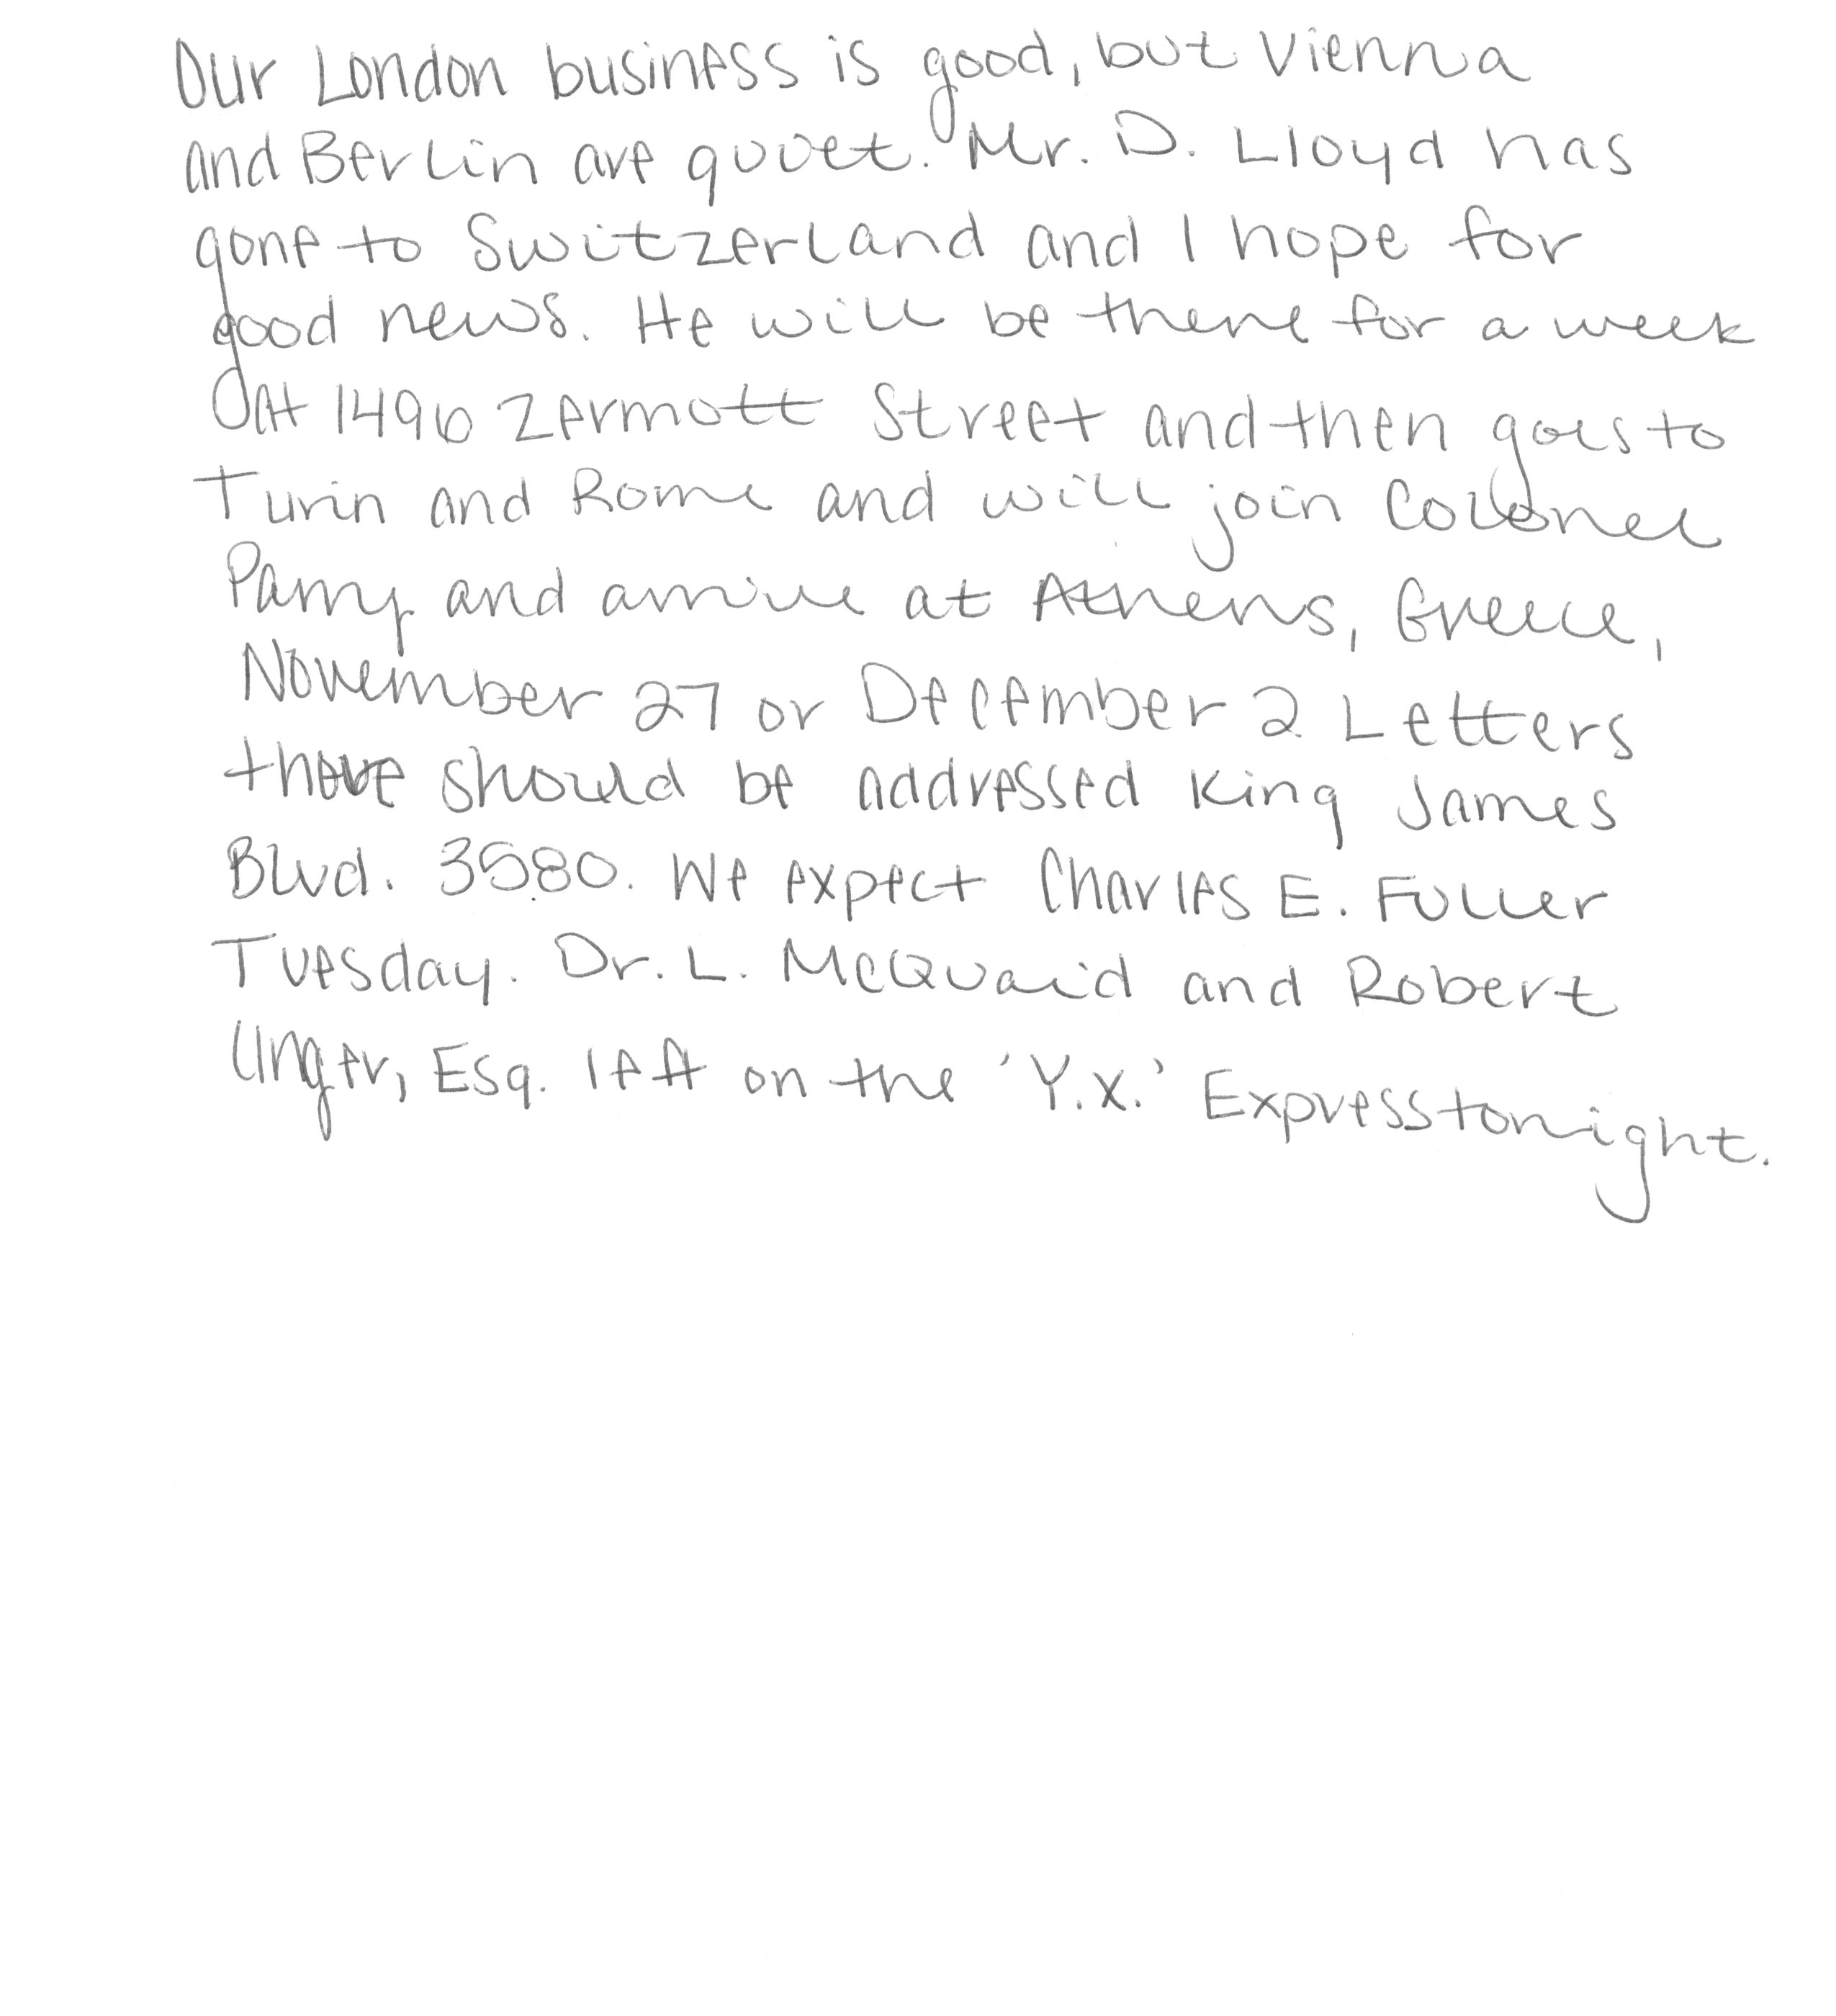 Our London business is good, but Vienna
and Berlin are quiet. Mr. D. Lloyd has
gone to Switzerland and I hope for
good news. He will be there for a week
at 1496 Zermott Street and then goes to
Turin and Rome and will join Colonel
Parry and arrive at Athens, Greece,
November 27 or December 2. Letters
there should be addressed King James
Blvd. 3580. We expect Charles E. Fuller
Tuesday. Dr. L. McQuaid and Robert
Unger, Esq. left on the 'Y.X.' Express tonight.